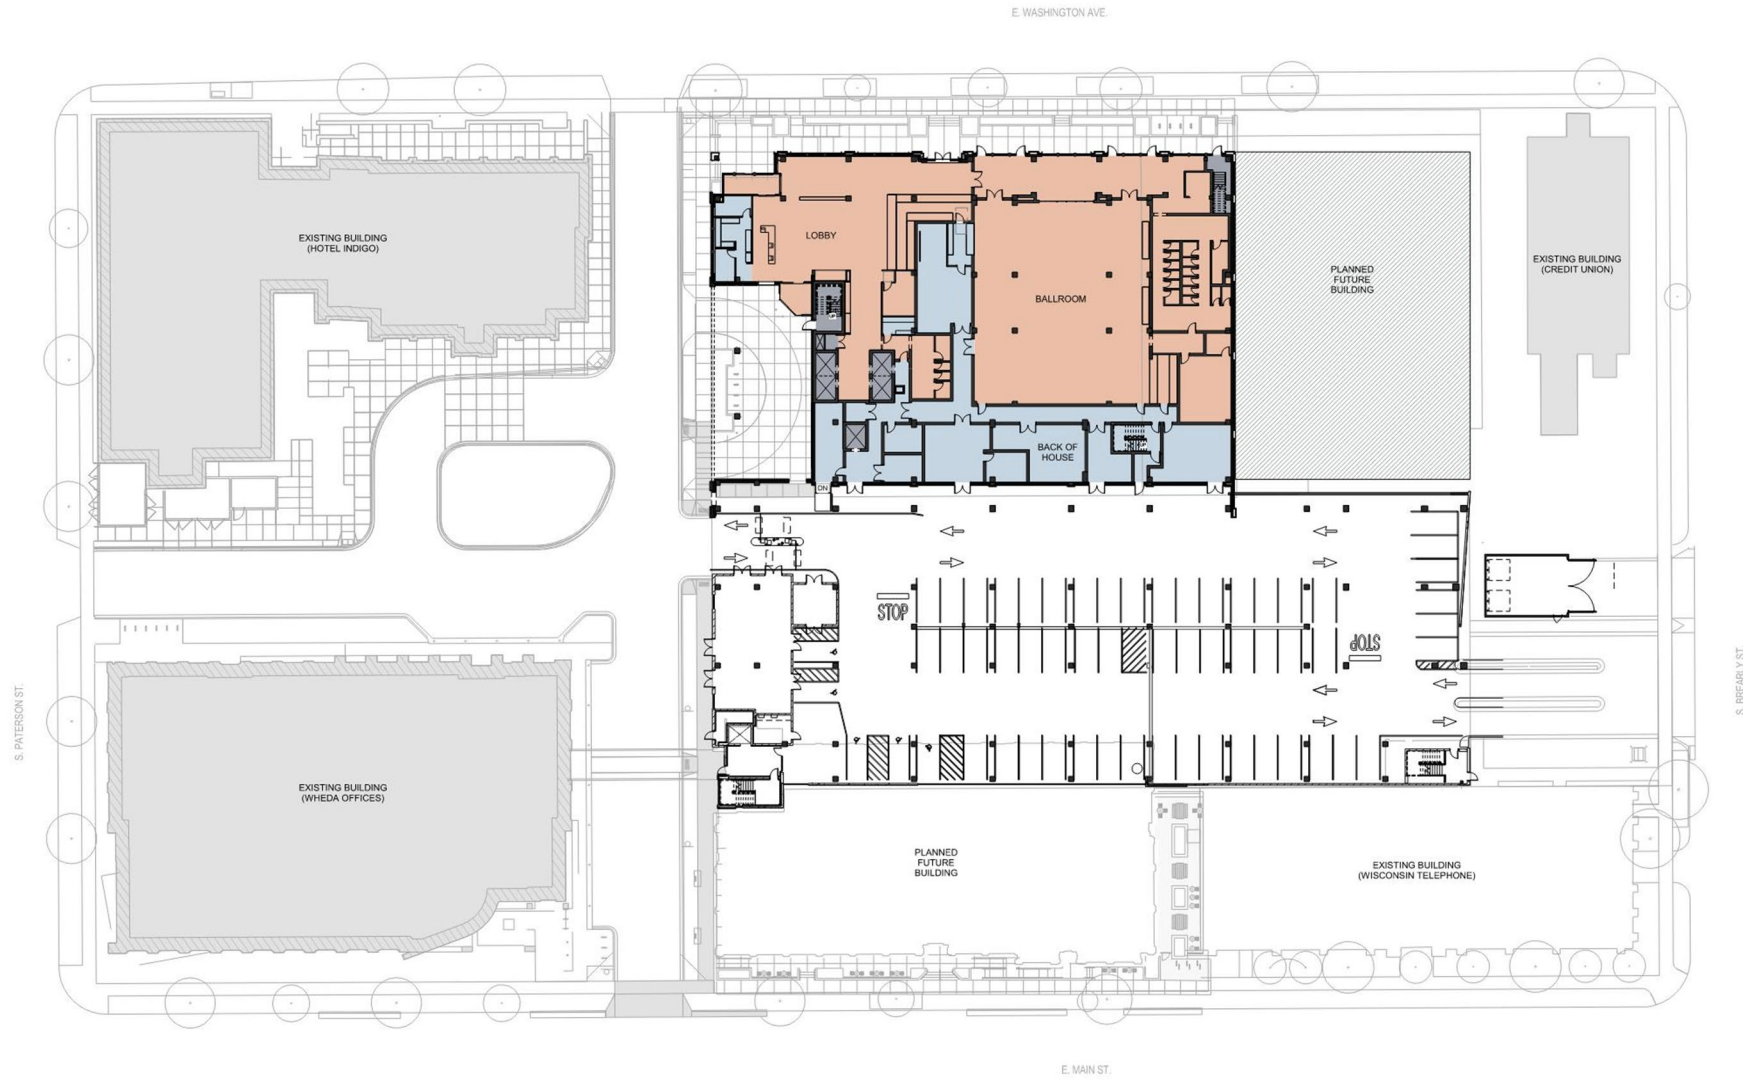 E. WASHINGTON AVE.
EXISTING BUILDING
(HOTEL INDIGO)
LOBBY
BALLROOM
PLANNED
FUTURE
BUILDING
EXISTING BUILDING
(CREDIT UNION)
BACK OF
HOUSE
DN
STOP
STOP
S. PATERSON ST.
S. BREARLY ST.
EXISTING BUILDING
(WHEDA OFFICES)
PLANNED
FUTURE
BUILDING
EXISTING BUILDING
(WISCONSIN TELEPHONE)
E. MAIN ST.